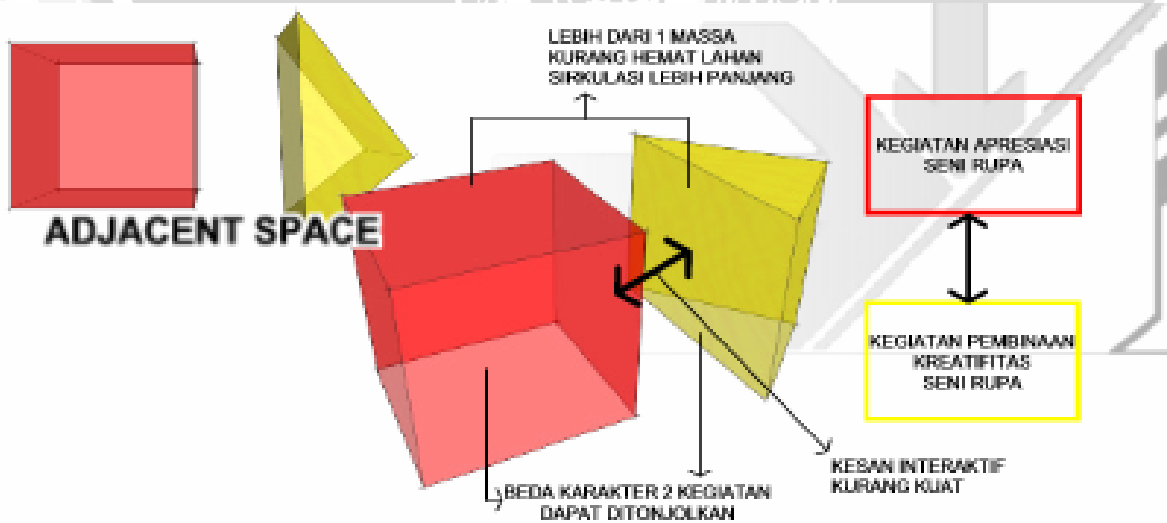 LEBIH DARI 1 MASSA
KURANG HEMAT LAHAN
SIRKULASI LEBIH PANJANG
KEGIATAN APRESIASI
SENI RUPA
ADJACENT SPACE
KEGIATAN PEMBINAAN
KREATIFITAS
SENI RUPA
KESAN INTERAKTIF
KURANG KUAT
BEDA KARAKTER 2 KEGIATAN
DAPAT DITONJOLKAN